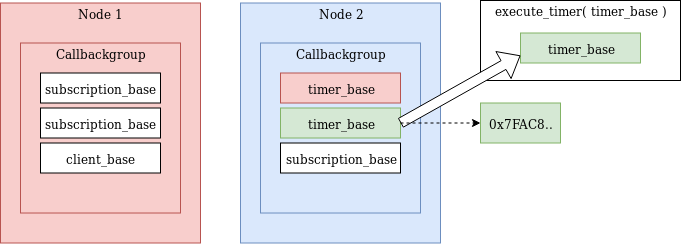 Node 1
Callbackgroup
subscription_base
subscription_base
client_base
Node 2
Callbackgroup
timer_base
timer_base
subscription_base
execute_timer( timer_base )
timer_base
0x7FAC8..